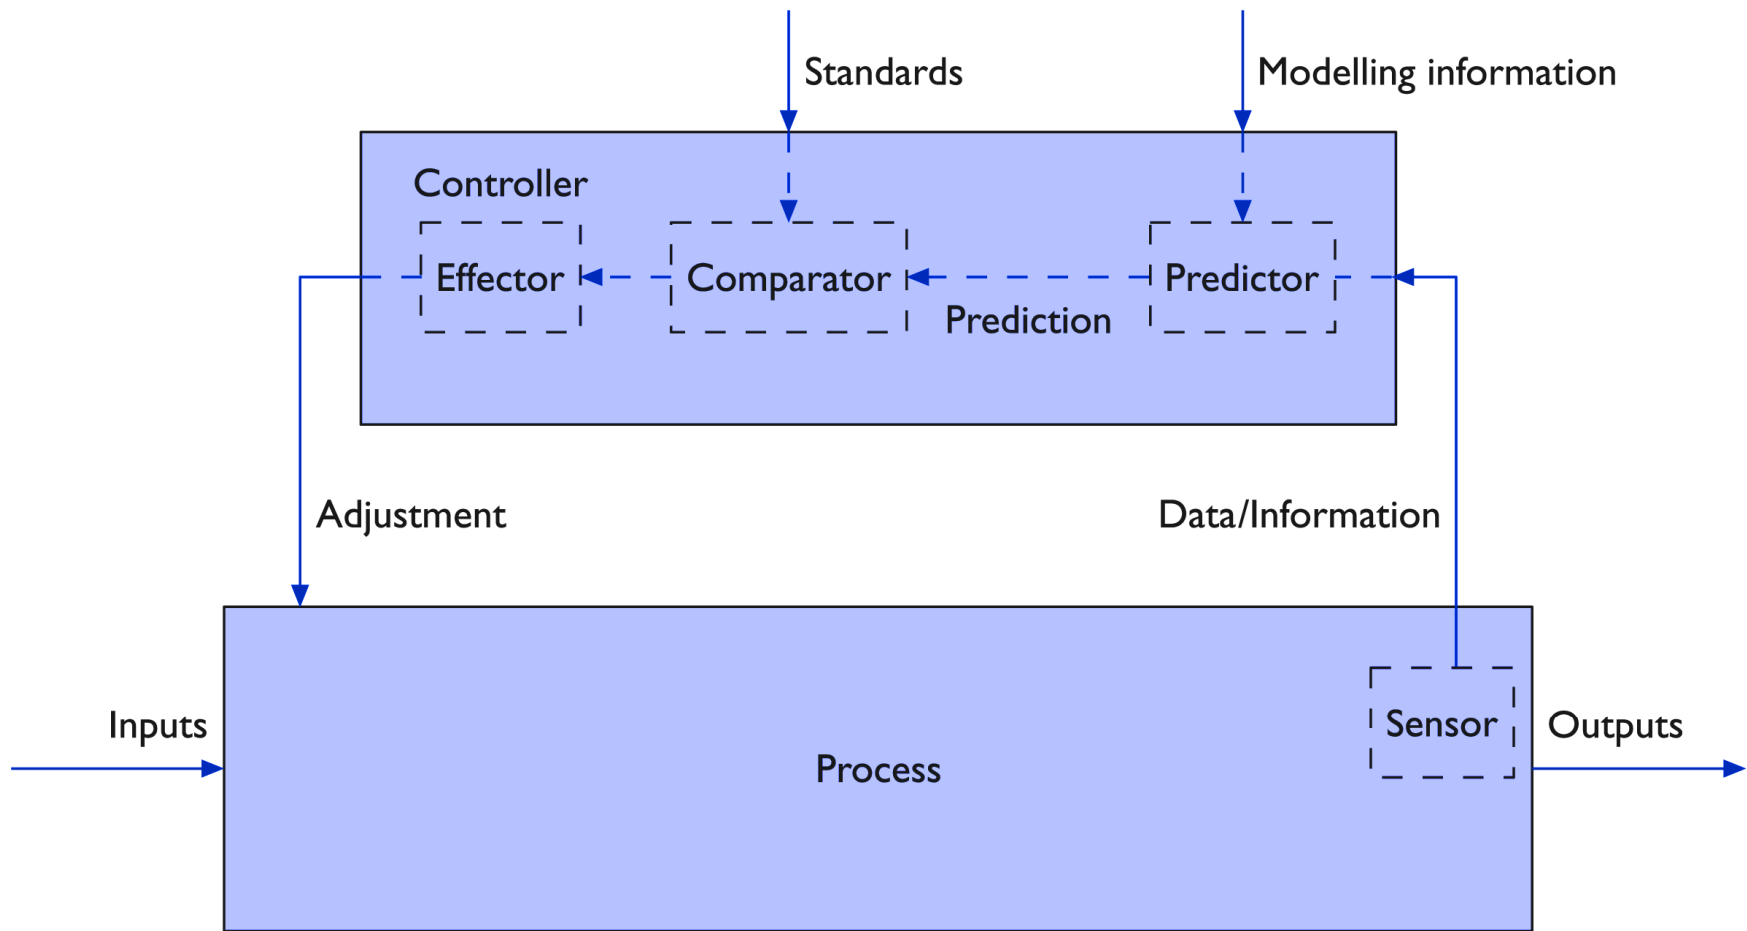 Standards
Modelling information
Controller
Effector
Comparator
Predictor
Prediction
Adjustment
Data/Information
Inputs
Sensor
Outputs
Process